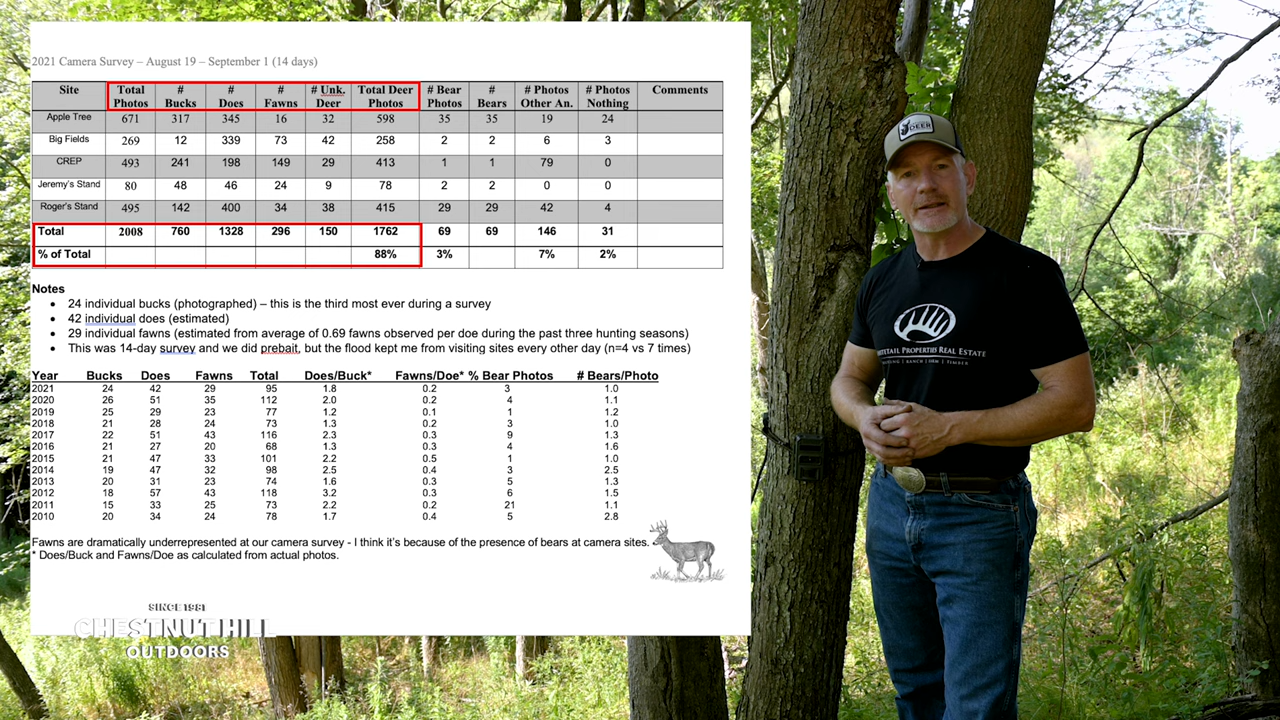 2021 Camera Survey – August 19 – September 1 (14 days)
Site Total Photos # Bucks # Does # Fawns # Unk. Deer Total Deer Photos # Bear Photos # Bears # Photos Other An. # Photos Nothing Comments
Apple Tree 671 317 345 16 32 598 35 35 19 24
Big Fields 269 12 339 73 42 258 2 2 6 3
CREP 493 241 198 149 29 413 1 1 79 0
Jeremy's Stand 80 48 46 24 9 78 2 2 0 0
Roger's Stand 495 142 400 34 38 415 29 29 42 4
Total 2008 760 1328 296 150 1762 69 69 146 31
% of Total 88% 3% 7% 2%
Notes
• 24 individual bucks (photographed) – this is the third most ever during a survey
• 42 individual does (estimated)
• 29 individual fawns (estimated from average of 0.69 fawns observed per doe during the past three hunting seasons)
• This was 14-day survey and we did prebait, but the flood kept me from visiting sites every other day (n=4 vs 7 times)
Year Bucks Does Fawns Total Does/Buck* Fawns/Doe* % Bear Photos # Bears/Photo
2021 24 42 29 95 1.8 0.2 3 1.0
2020 26 51 35 112 2.0 0.2 4 1.1
2019 25 29 23 77 1.2 0.1 1 1.2
2018 21 28 24 73 1.3 0.2 3 1.0
2017 22 51 43 116 2.3 0.3 9 1.3
2016 21 27 20 68 1.3 0.3 4 1.6
2015 21 47 33 101 2.2 0.5 1 1.0
2014 19 47 32 98 2.5 0.4 3 2.5
2013 20 31 23 74 1.6 0.3 5 1.3
2012 18 57 43 118 3.2 0.3 6 1.5
2011 15 33 25 73 2.2 0.2 21 1.1
2010 20 34 24 78 1.7 0.4 5 2.8
Fawns are dramatically underrepresented at our camera survey - I think it's because of the presence of bears at camera sites.
* Does/Buck and Fawns/Doe as calculated from actual photos.
SINCE 1981
CHESTNUT HILL
OUTDOORS
DEER
PROPERTIES REAL ESTATE